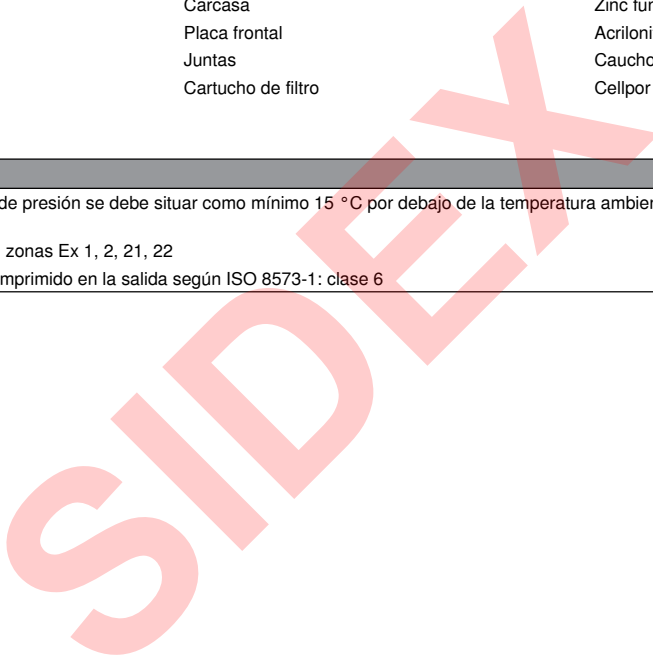 Carcasa Zinc fun
Placa frontal Acriloni
Juntas Caucho
Cartucho de filtro Cellpor
de presión se debe situar como mínimo 15 °C por debajo de la temperatura ambien
zonas Ex 1, 2, 21, 22
mprimido en la salida según ISO 8573-1: clase 6
SIDEX